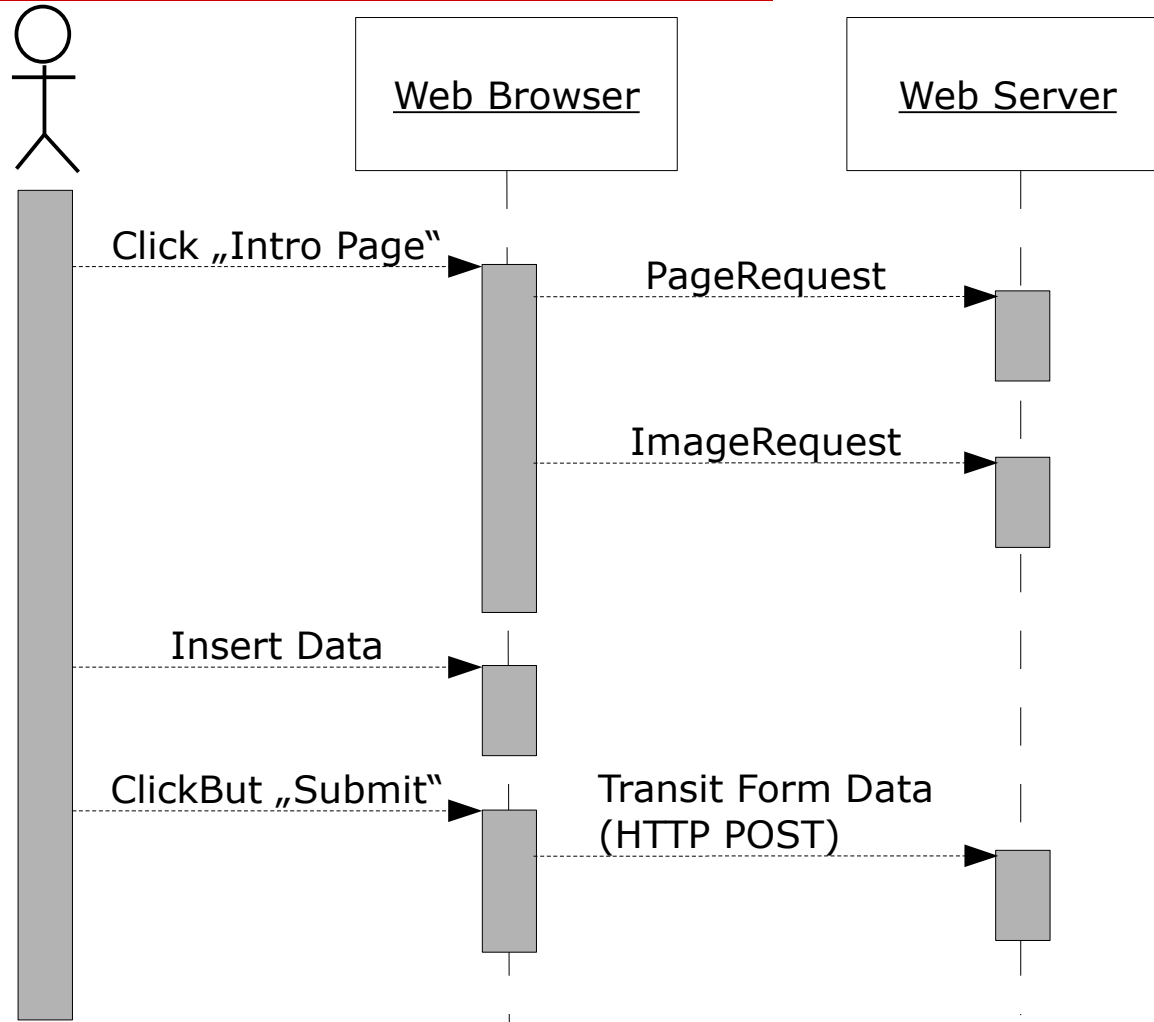 Web Browser
Web Server
Click „Intro Page“
PageRequest
ImageRequest
Insert Data
ClickBut „Submit“
Transit Form Data
(HTTP POST)